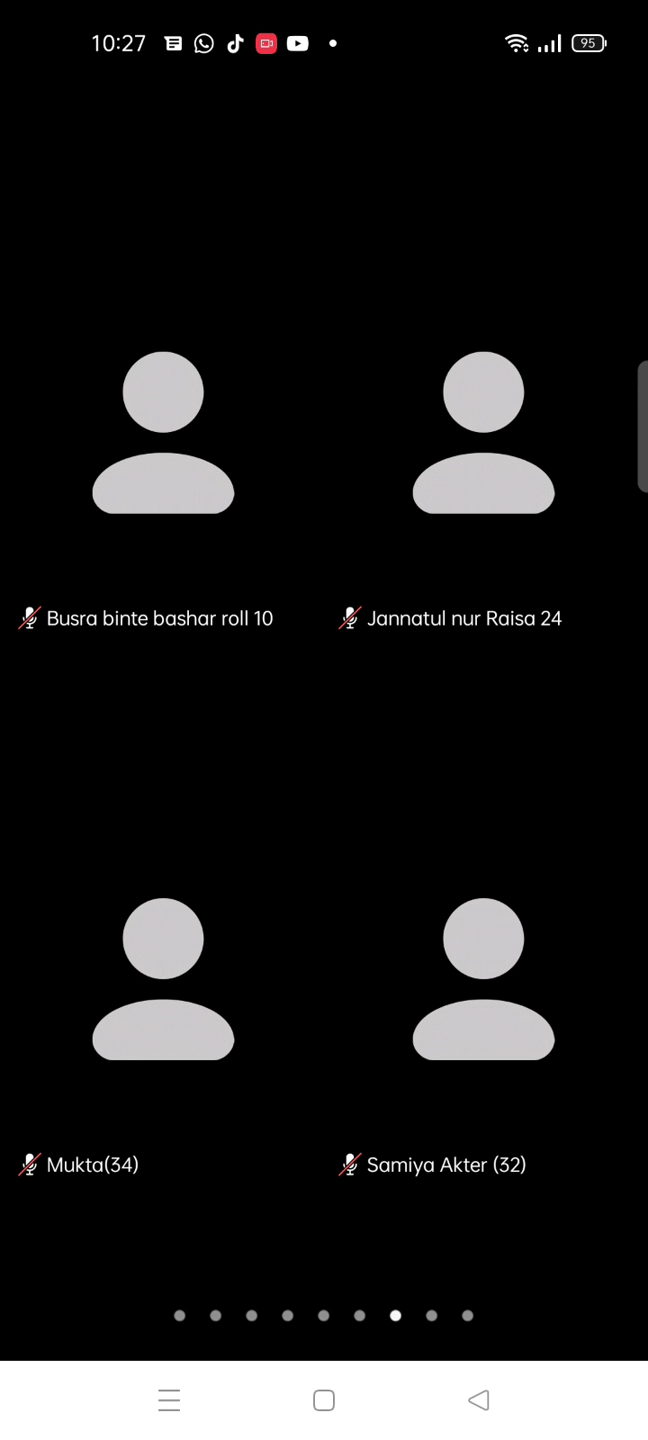 10:27
95
Busra binte bashar roll 10
Jannatul nur Raisa 24
Mukta(34)
Samiya Akter (32)